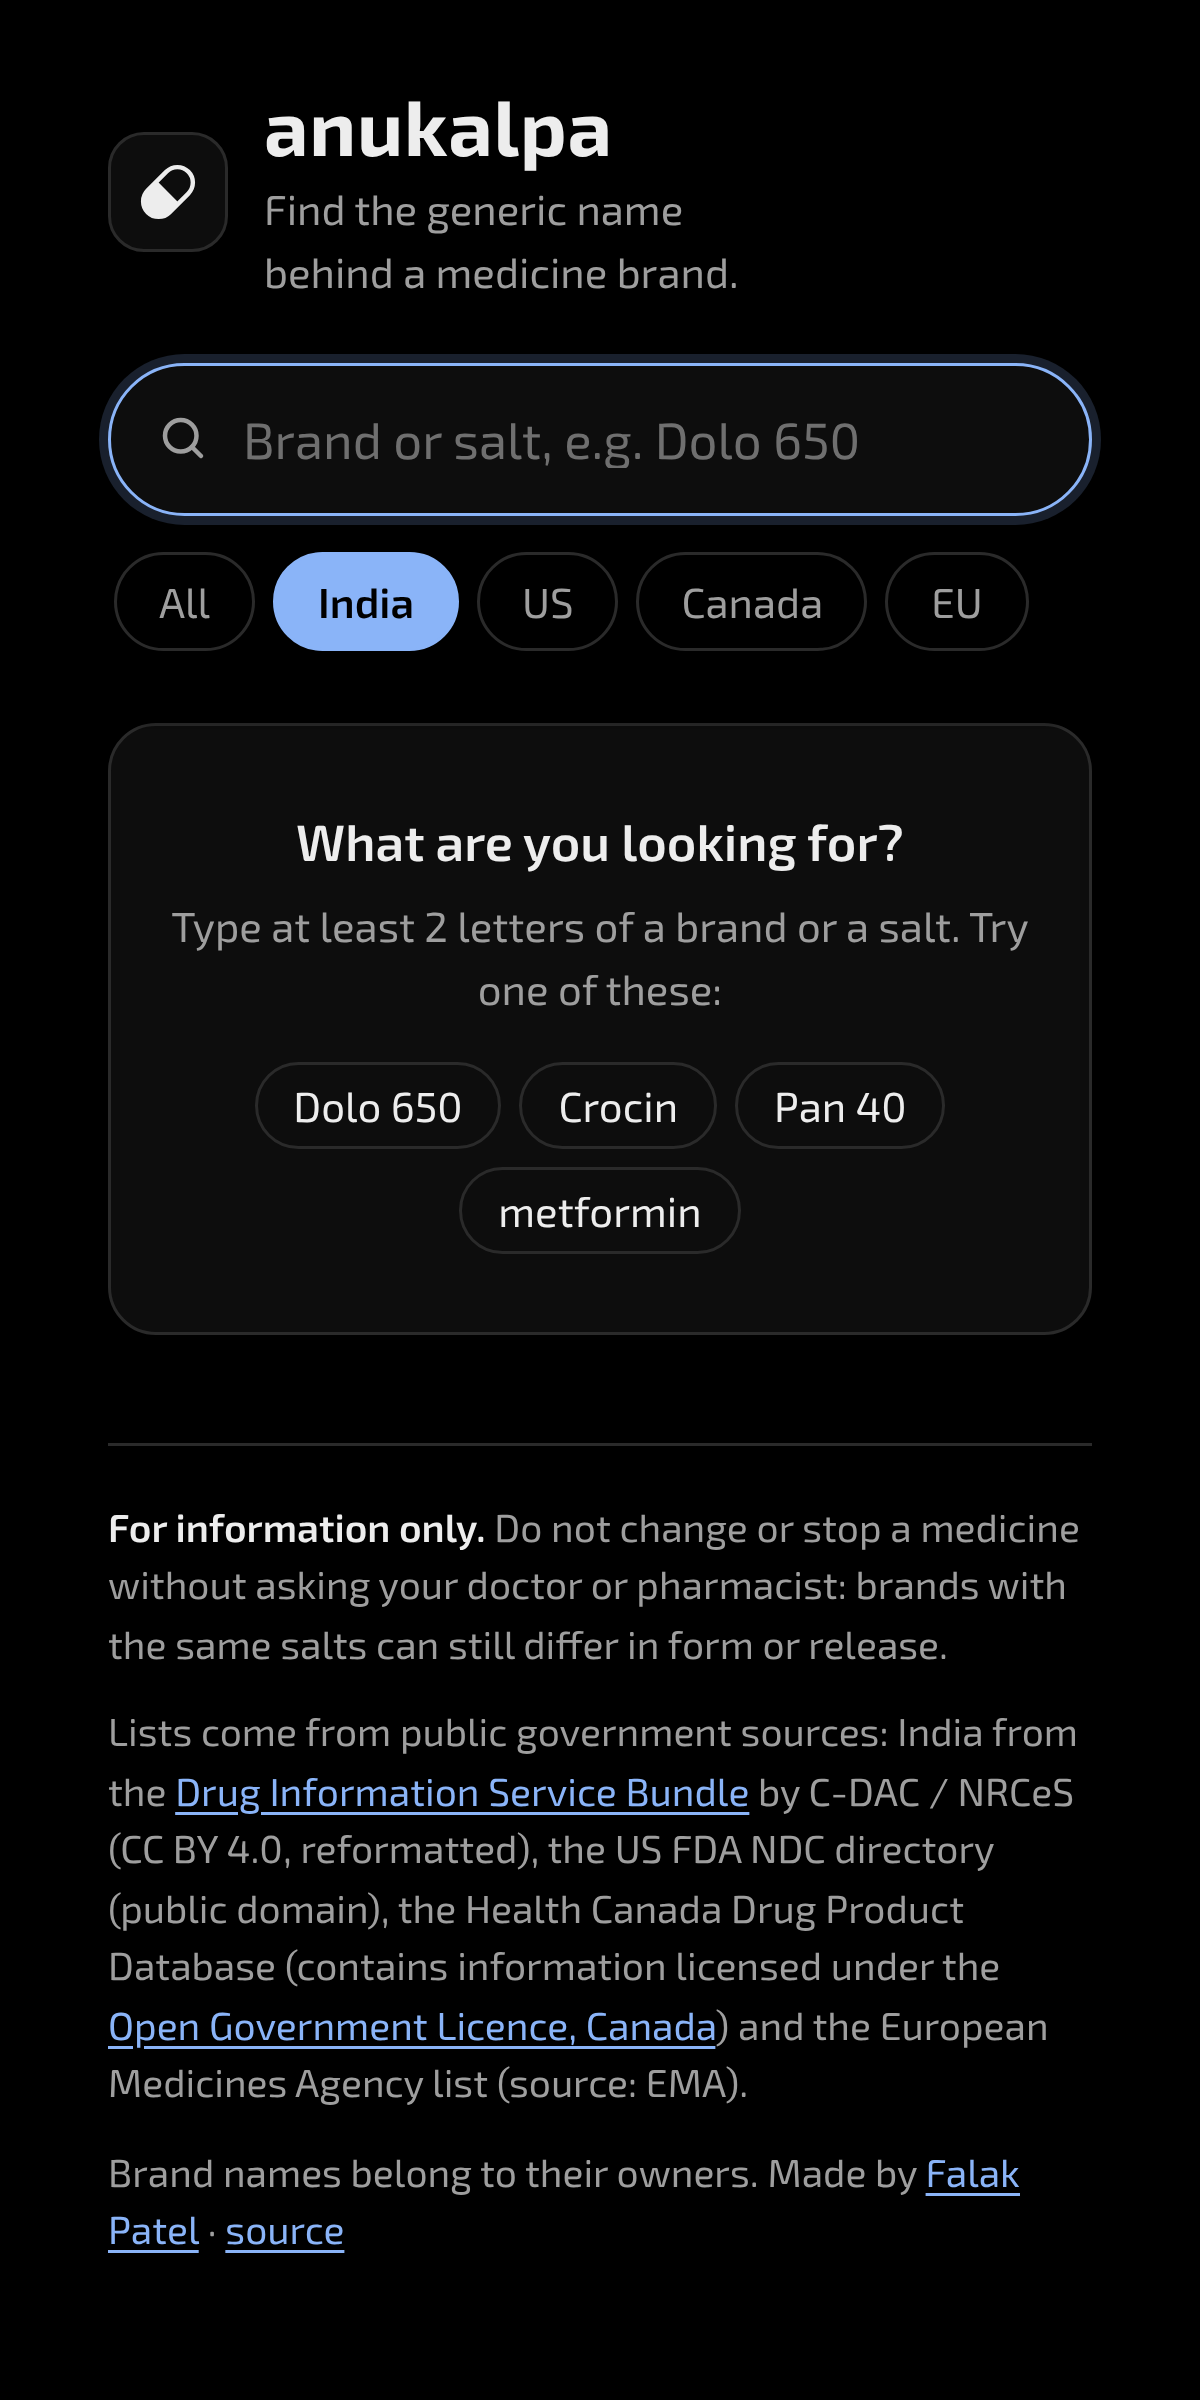 anukalpa
Find the generic name
behind a medicine brand.
Brand or salt, e.g. Dolo 650
All India US Canada EU
What are you looking for?
Type at least 2 letters of a brand or a salt. Try
one of these:
Dolo 650 Crocin Pan 40
metformin
For information only. Do not change or stop a medicine
without asking your doctor or pharmacist: brands with
the same salts can still differ in form or release.
Lists come from public government sources: India from
the Drug Information Service Bundle by C-DAC / NRCeS
(CC BY 4.0, reformatted), the US FDA NDC directory
(public domain), the Health Canada Drug Product
Database (contains information licensed under the
Open Government Licence, Canada) and the European
Medicines Agency list (source: EMA).
Brand names belong to their owners. Made by Falak
Patel · source